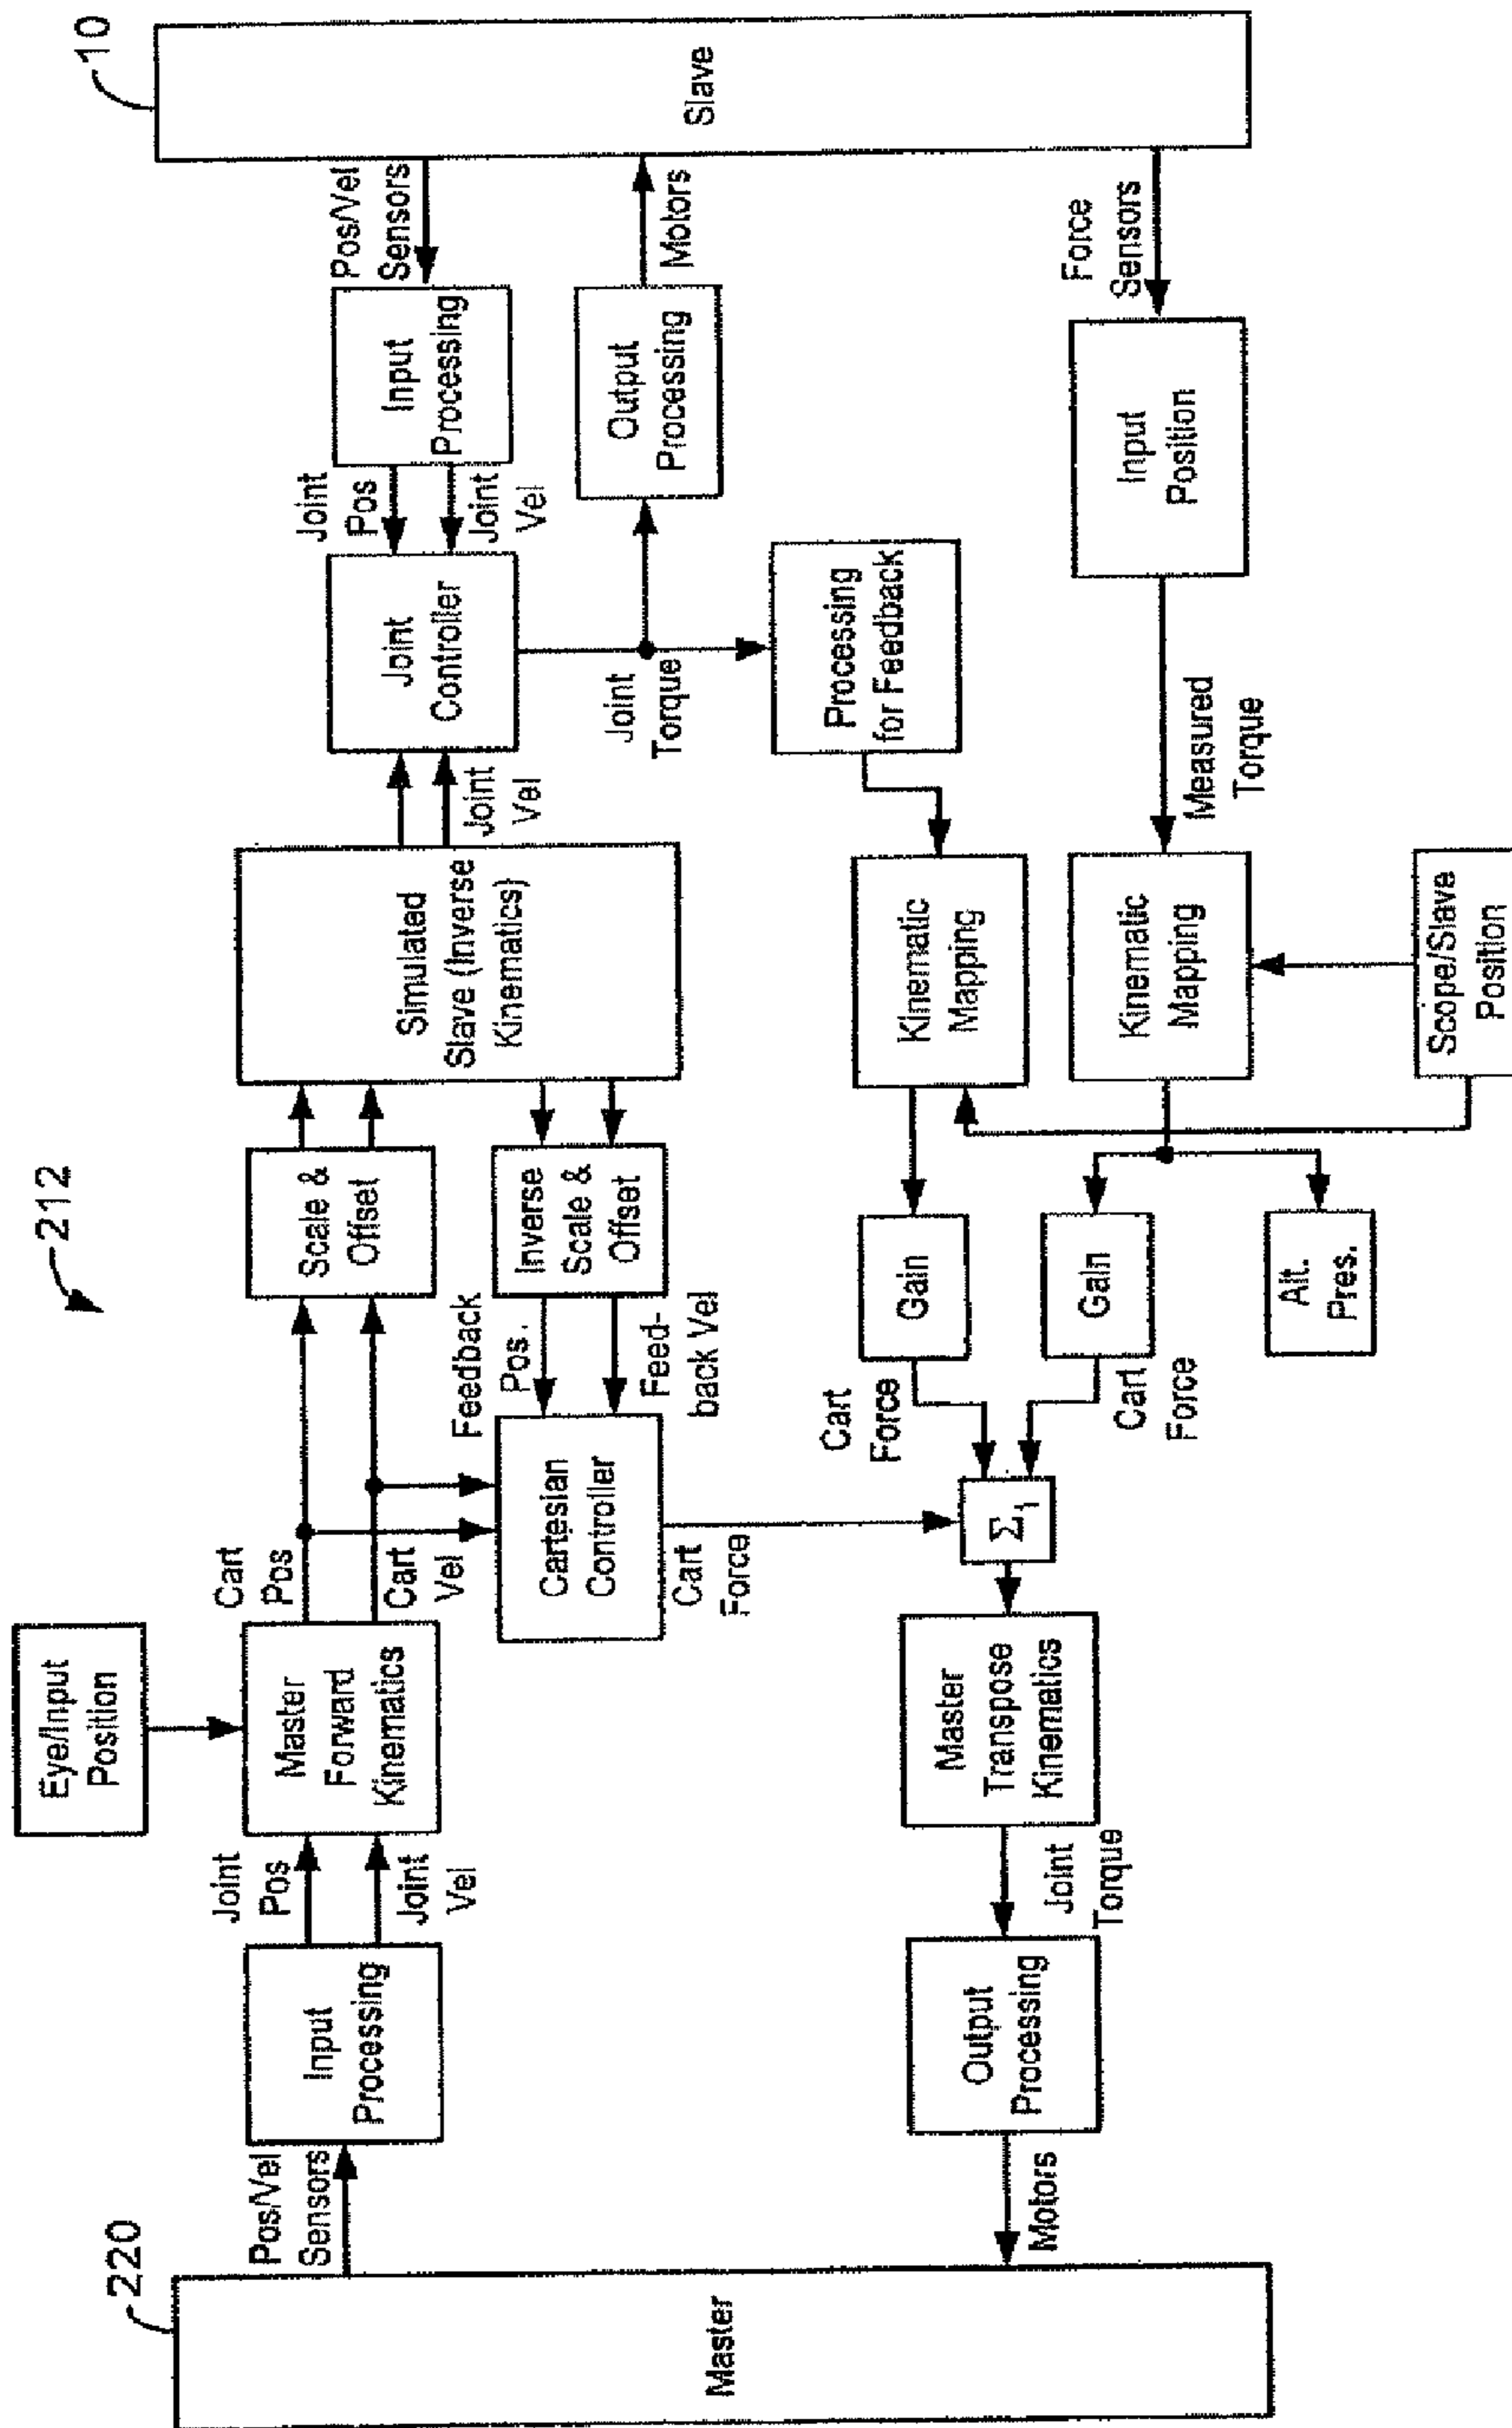 212
220
10
Master
Pos/Vel
Sensors
Input
Processing
Joint
Pos
Joint
Vel
Eye/Input
Position
Master
Forward
Kinematics
Cart
Pos
Cart
Vel
Scale &
Offset
Simulated
Slave (Inverse
Kinematics)
Joint
Vel
Joint
Controller
Joint
Pos
Joint
Vel
Input
Processing
Pos/Vel
Sensors
Slave
Cartesian
Controller
Feedback
Pos.
Feed-
back Vel
Inverse
Scale &
Offset
Cart
Force
Joint
Torque
Output
Processing
Motors
Processing
for Feedback
Motors
Output
Processing
Joint
Torque
Master
Transpose
Kinematics
Σi
Cart
Force
Gain
Kinematic
Mapping
Cart
Force
Gain
Kinematic
Mapping
Measured
Torque
Input
Position
Force
Sensors
Alt.
Pres.
Scope/Slave
Position